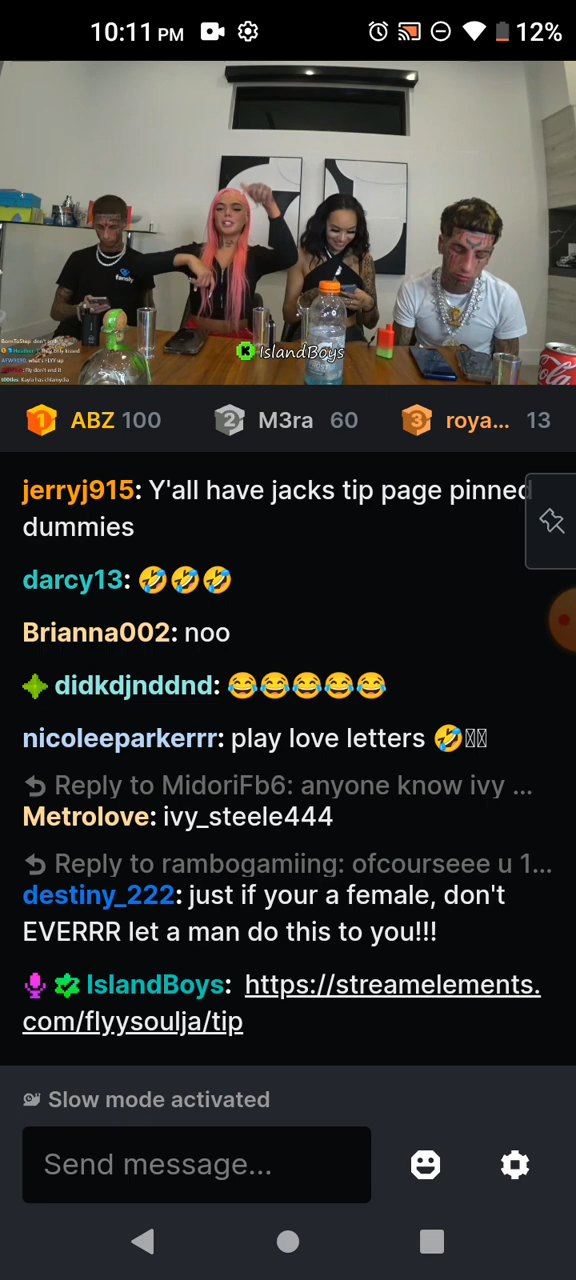 10:11 PM
12%
family
IslandBoys
Coca
1 ABZ 100
2 M3ra 60
3 roya... 13
jerryj915: Y'all have jacks tip page pinned
dummies
darcy13: 🤣🤣🤣
Brianna002: noo
didkdjnddnd: 😂😂😂😂😂
nicoleeparkerrr: play love letters 🤣
Reply to MidoriFb6: anyone know ivy ...
Metrolove: ivy_steele444
Reply to rambogamiing: ofcourseee u 1...
destiny_222: just if your a female, don't
EVERRR let a man do this to you!!!
IslandBoys: https://streamelements.
com/flyysoulja/tip
Slow mode activated
Send message...